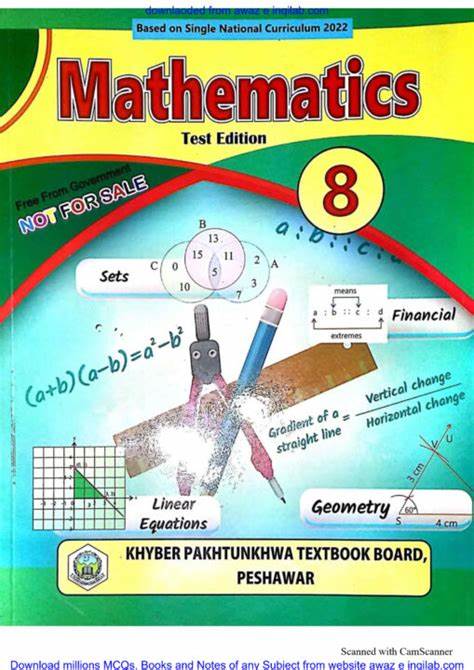 downlaoded from awaz e inqilab.com
Based on Single National Curriculum 2022
Mathematics
Test Edition
Free From Government
NOT FOR SALE
8
a : b : : c : d
B
13
15
11
2
C
0
A
5
10
3
7
Sets
means
a : b :: c : d
extremes
Financial
(a+b)(a-b)=a²-b²
Gradient of a straight line = Vertical change / Horizontal change
Linear
Equations
Geometry
V
U
3 cm
60°
S
4 cm
KHYBER PAKHTUNKHWA TEXTBOOK BOARD,
PESHAWAR
Scanned with CamScanner
Download millions MCQs, Books and Notes of any Subject from website awaz e inqilab.com